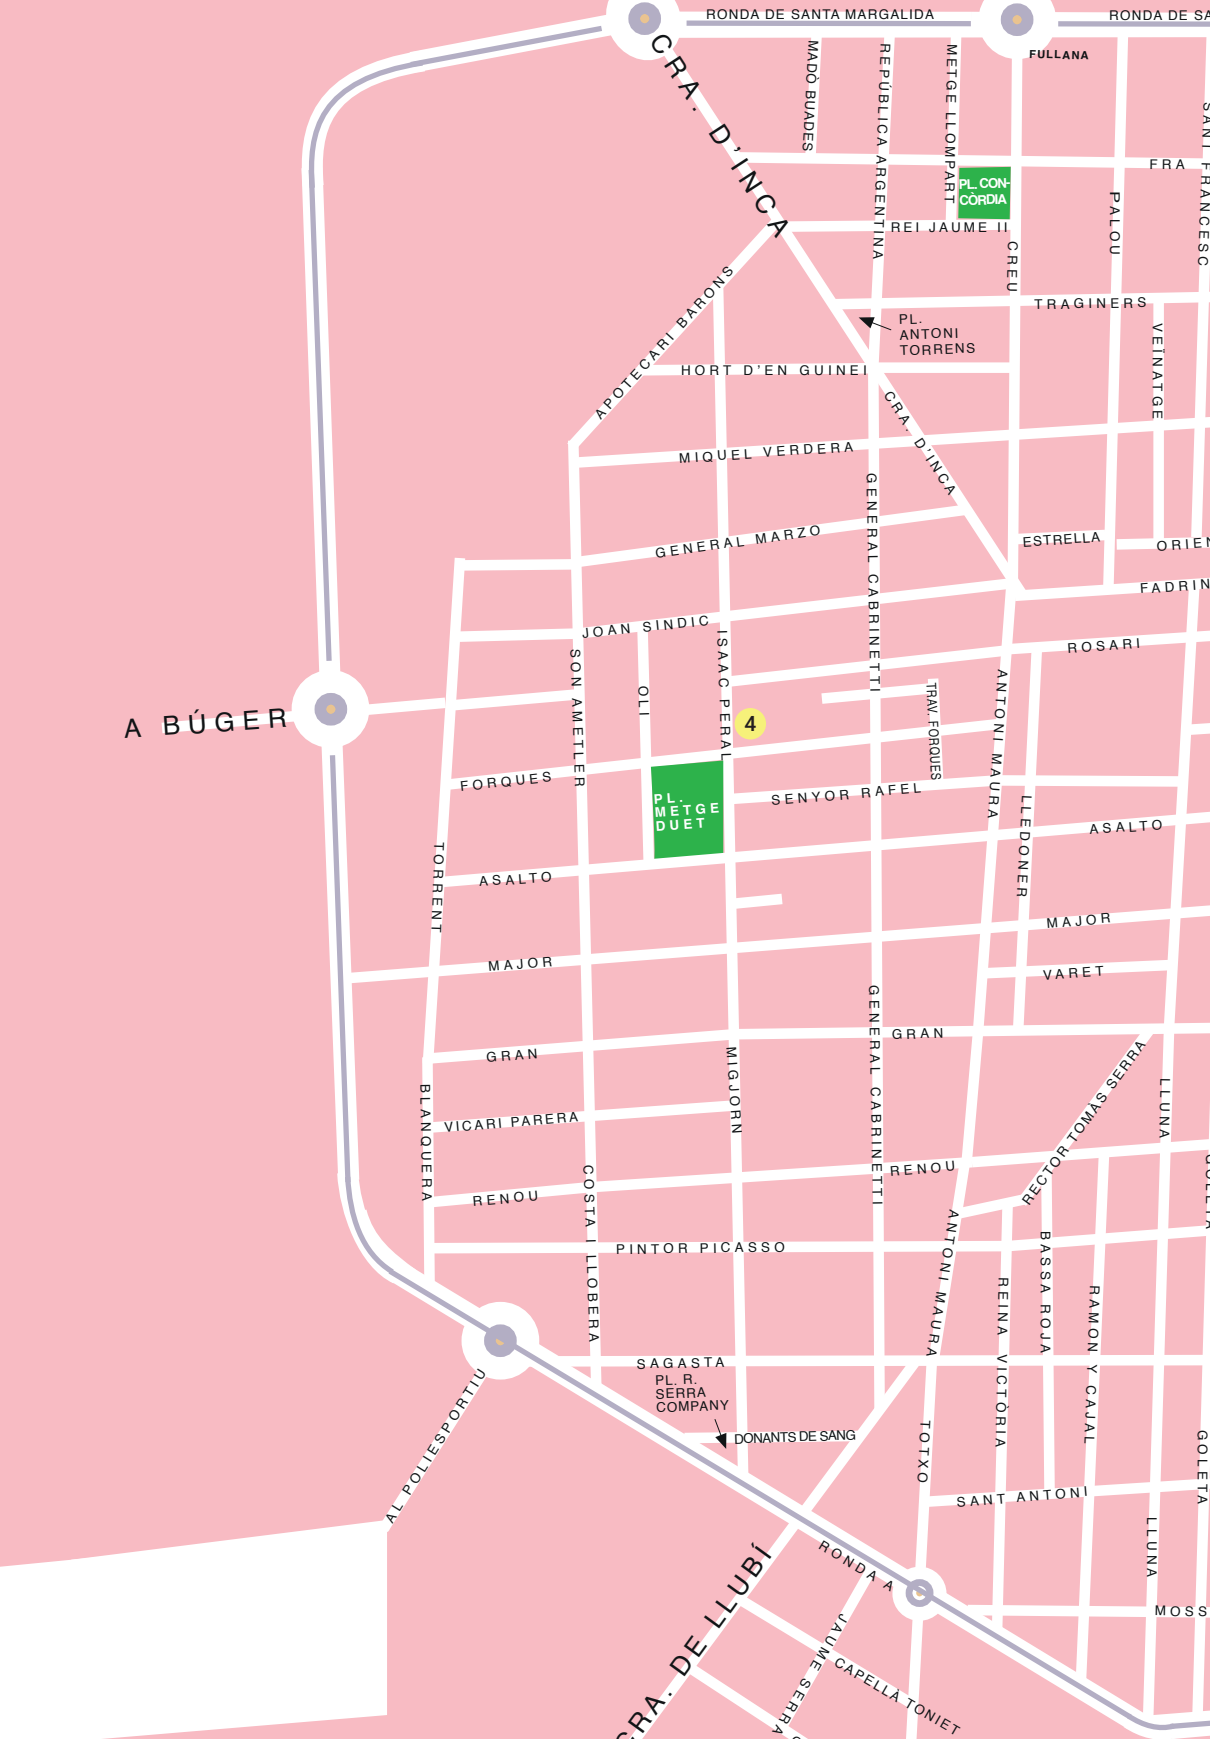 RONDA DE SANTA MARGALIDA
RONDA DE SA
CRA. D'INCA
MADÒ BUADES
REPÚBLICA ARGENTINA
METGE LLOMPART
FULLANA
SANT FRANCESC
FRA
PL. CON-
CÒRDIA
PALOU
REI JAUME II
CREU
APOTECARI BARONS
TRAGINERS
PL.
ANTONI
TORRENS
VEÏNATGE
HORT D'EN GUINEI
CRA. D'INCA
MIQUEL VERDERA
GENERAL CABRINETTI
GENERAL MARZO
ESTRELLA
ORIEN
FADRIN
JOAN SINDIC
ISAAC PERAL
ROSARI
SON AMETLER
OLI
TRAV. FORQUES
ANTONI MAURA
A BÚGER
4
FORQUES
PL.
METGE
DUET
SENYOR RAFEL
LLEDONER
ASALTO
TORRENT
ASALTO
MAJOR
MAJOR
VARET
GENERAL CABRINETTI
GRAN
GRAN
MIGJORN
RECTOR TOMÀS SERRA
LLUNA
BLANQUERA
VICARI PARERA
RENOU
RENOU
COSTA I LLOBERA
GOLETA
ANTONI MAURA
PINTOR PICASSO
BASSA ROJA
REINA VICTÒRIA
RAMON Y CAJAL
SAGASTA
PL. R.
SERRA
COMPANY
AL POLIESPORTIU
DONANTS DE SANG
TOTXO
GOLETA
SANT ANTONI
LLUNA
RONDA A
CRA. DE LLUBÍ
MOSS
JAUME SERRA
CAPELLÀ TONIET